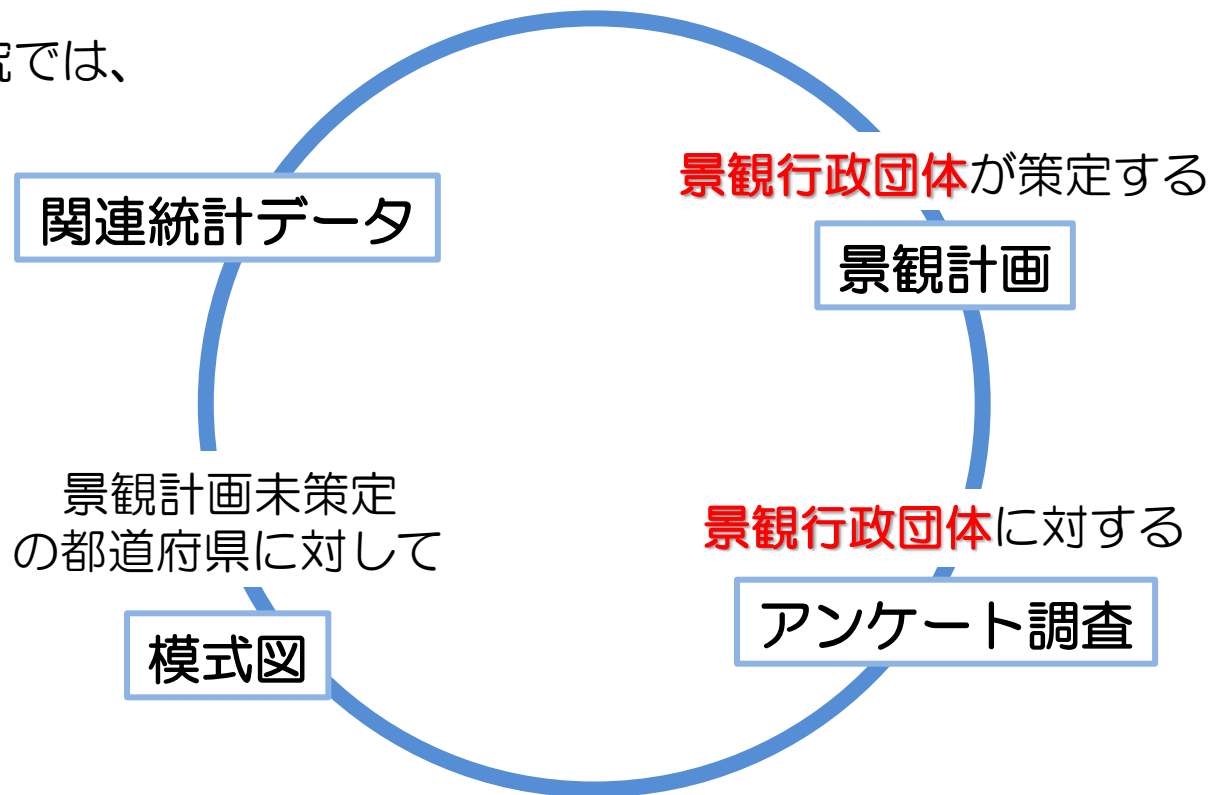 究では、
関連統計データ
景観行政団体が策定する
景観計画
景観計画未策定
の都道府県に対して
模式図
景観行政団体に対する
アンケート調査